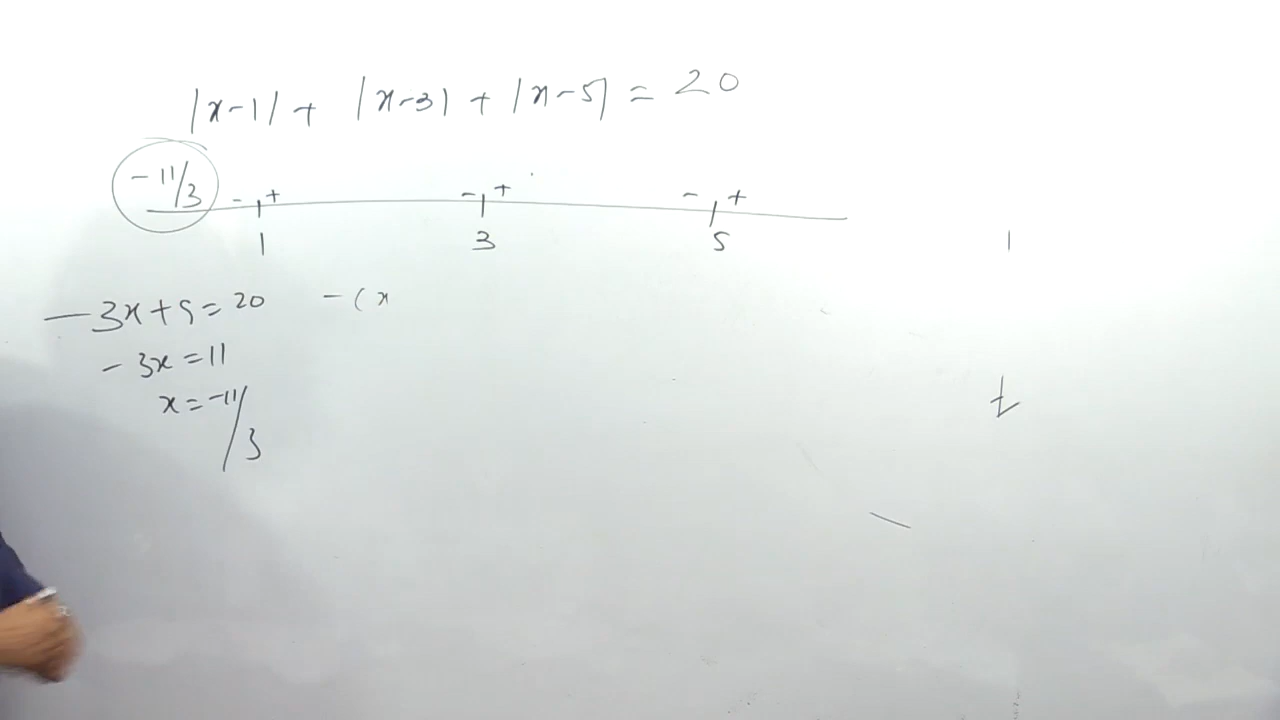 |x-1| + |x-3| + |x-5| = 20
-11/3 - + - + - +
1 3 5
-3x+9=20 -(x
-3x=11
x=-11/3